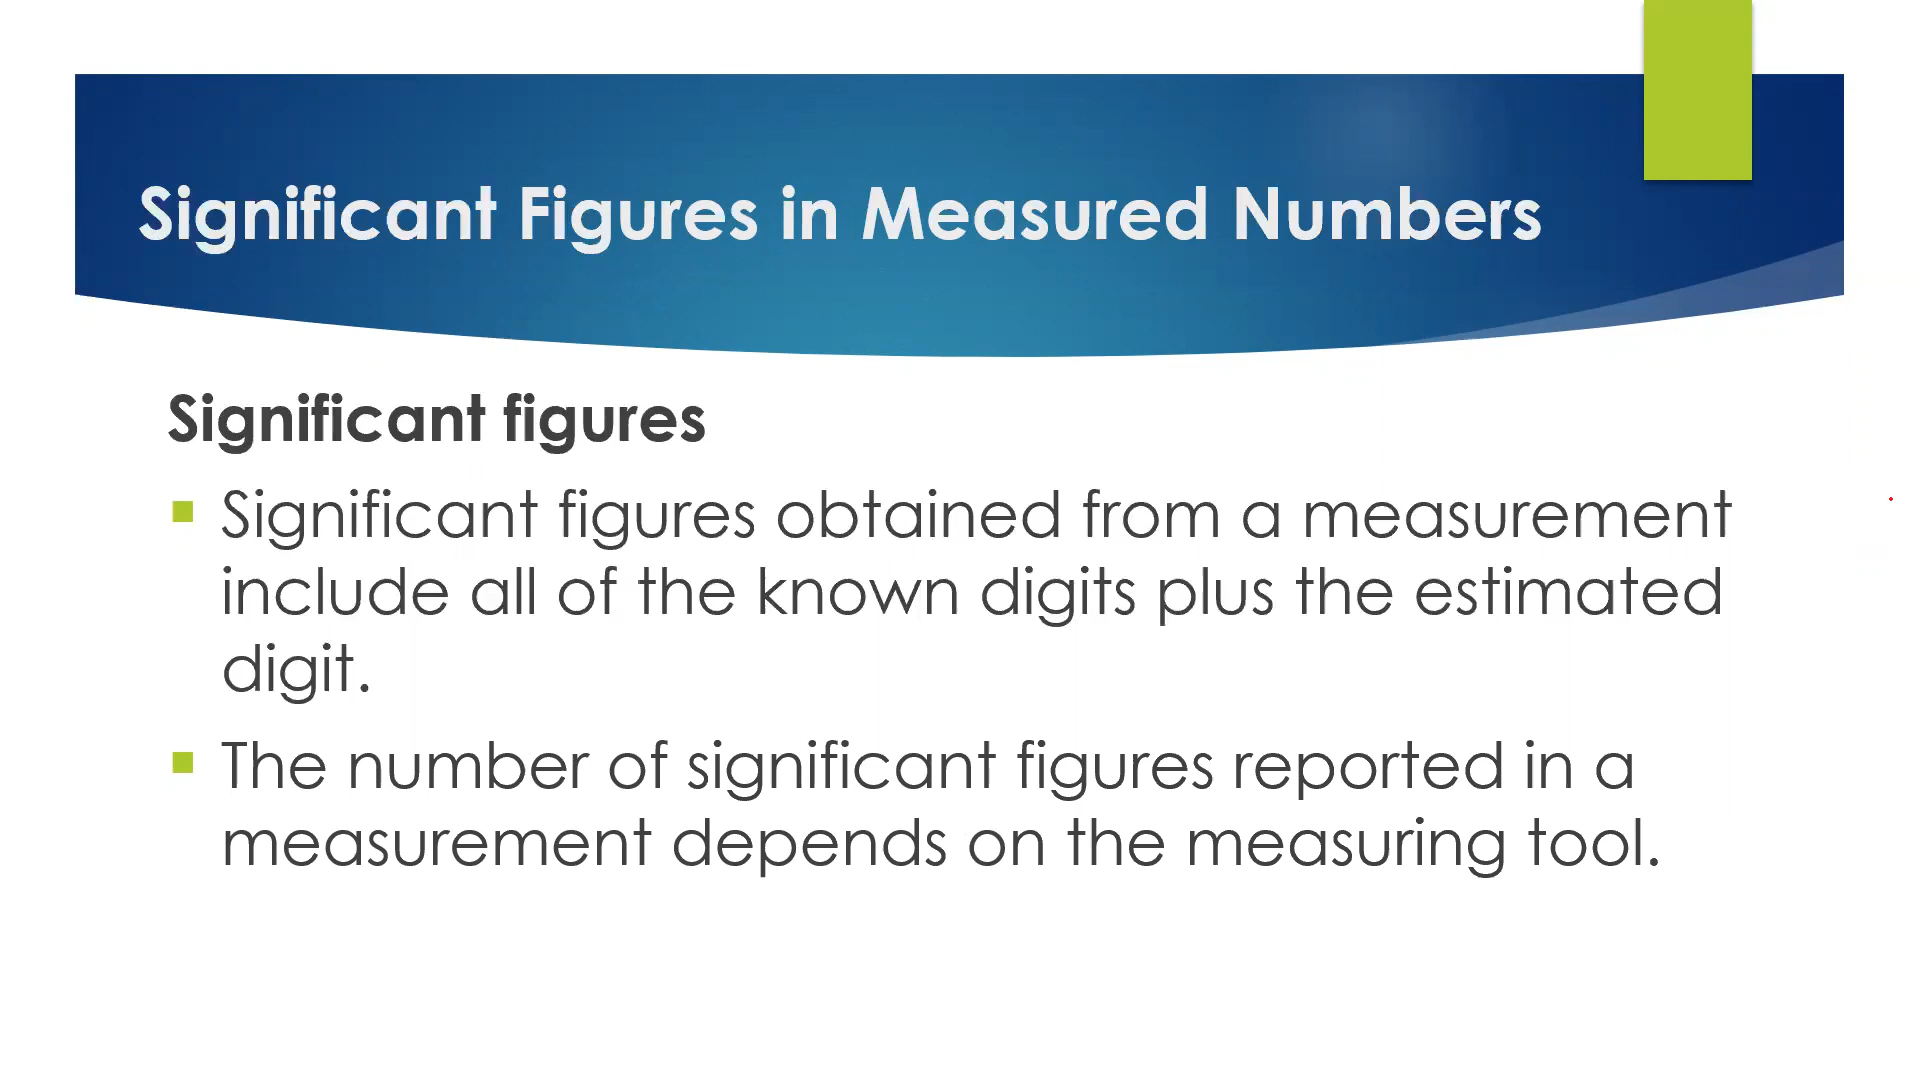 Significant Figures in Measured Numbers
Significant figures
Significant figures obtained from a measurement
include all of the known digits plus the estimated
digit.
The number of significant figures reported in a
measurement depends on the measuring tool.